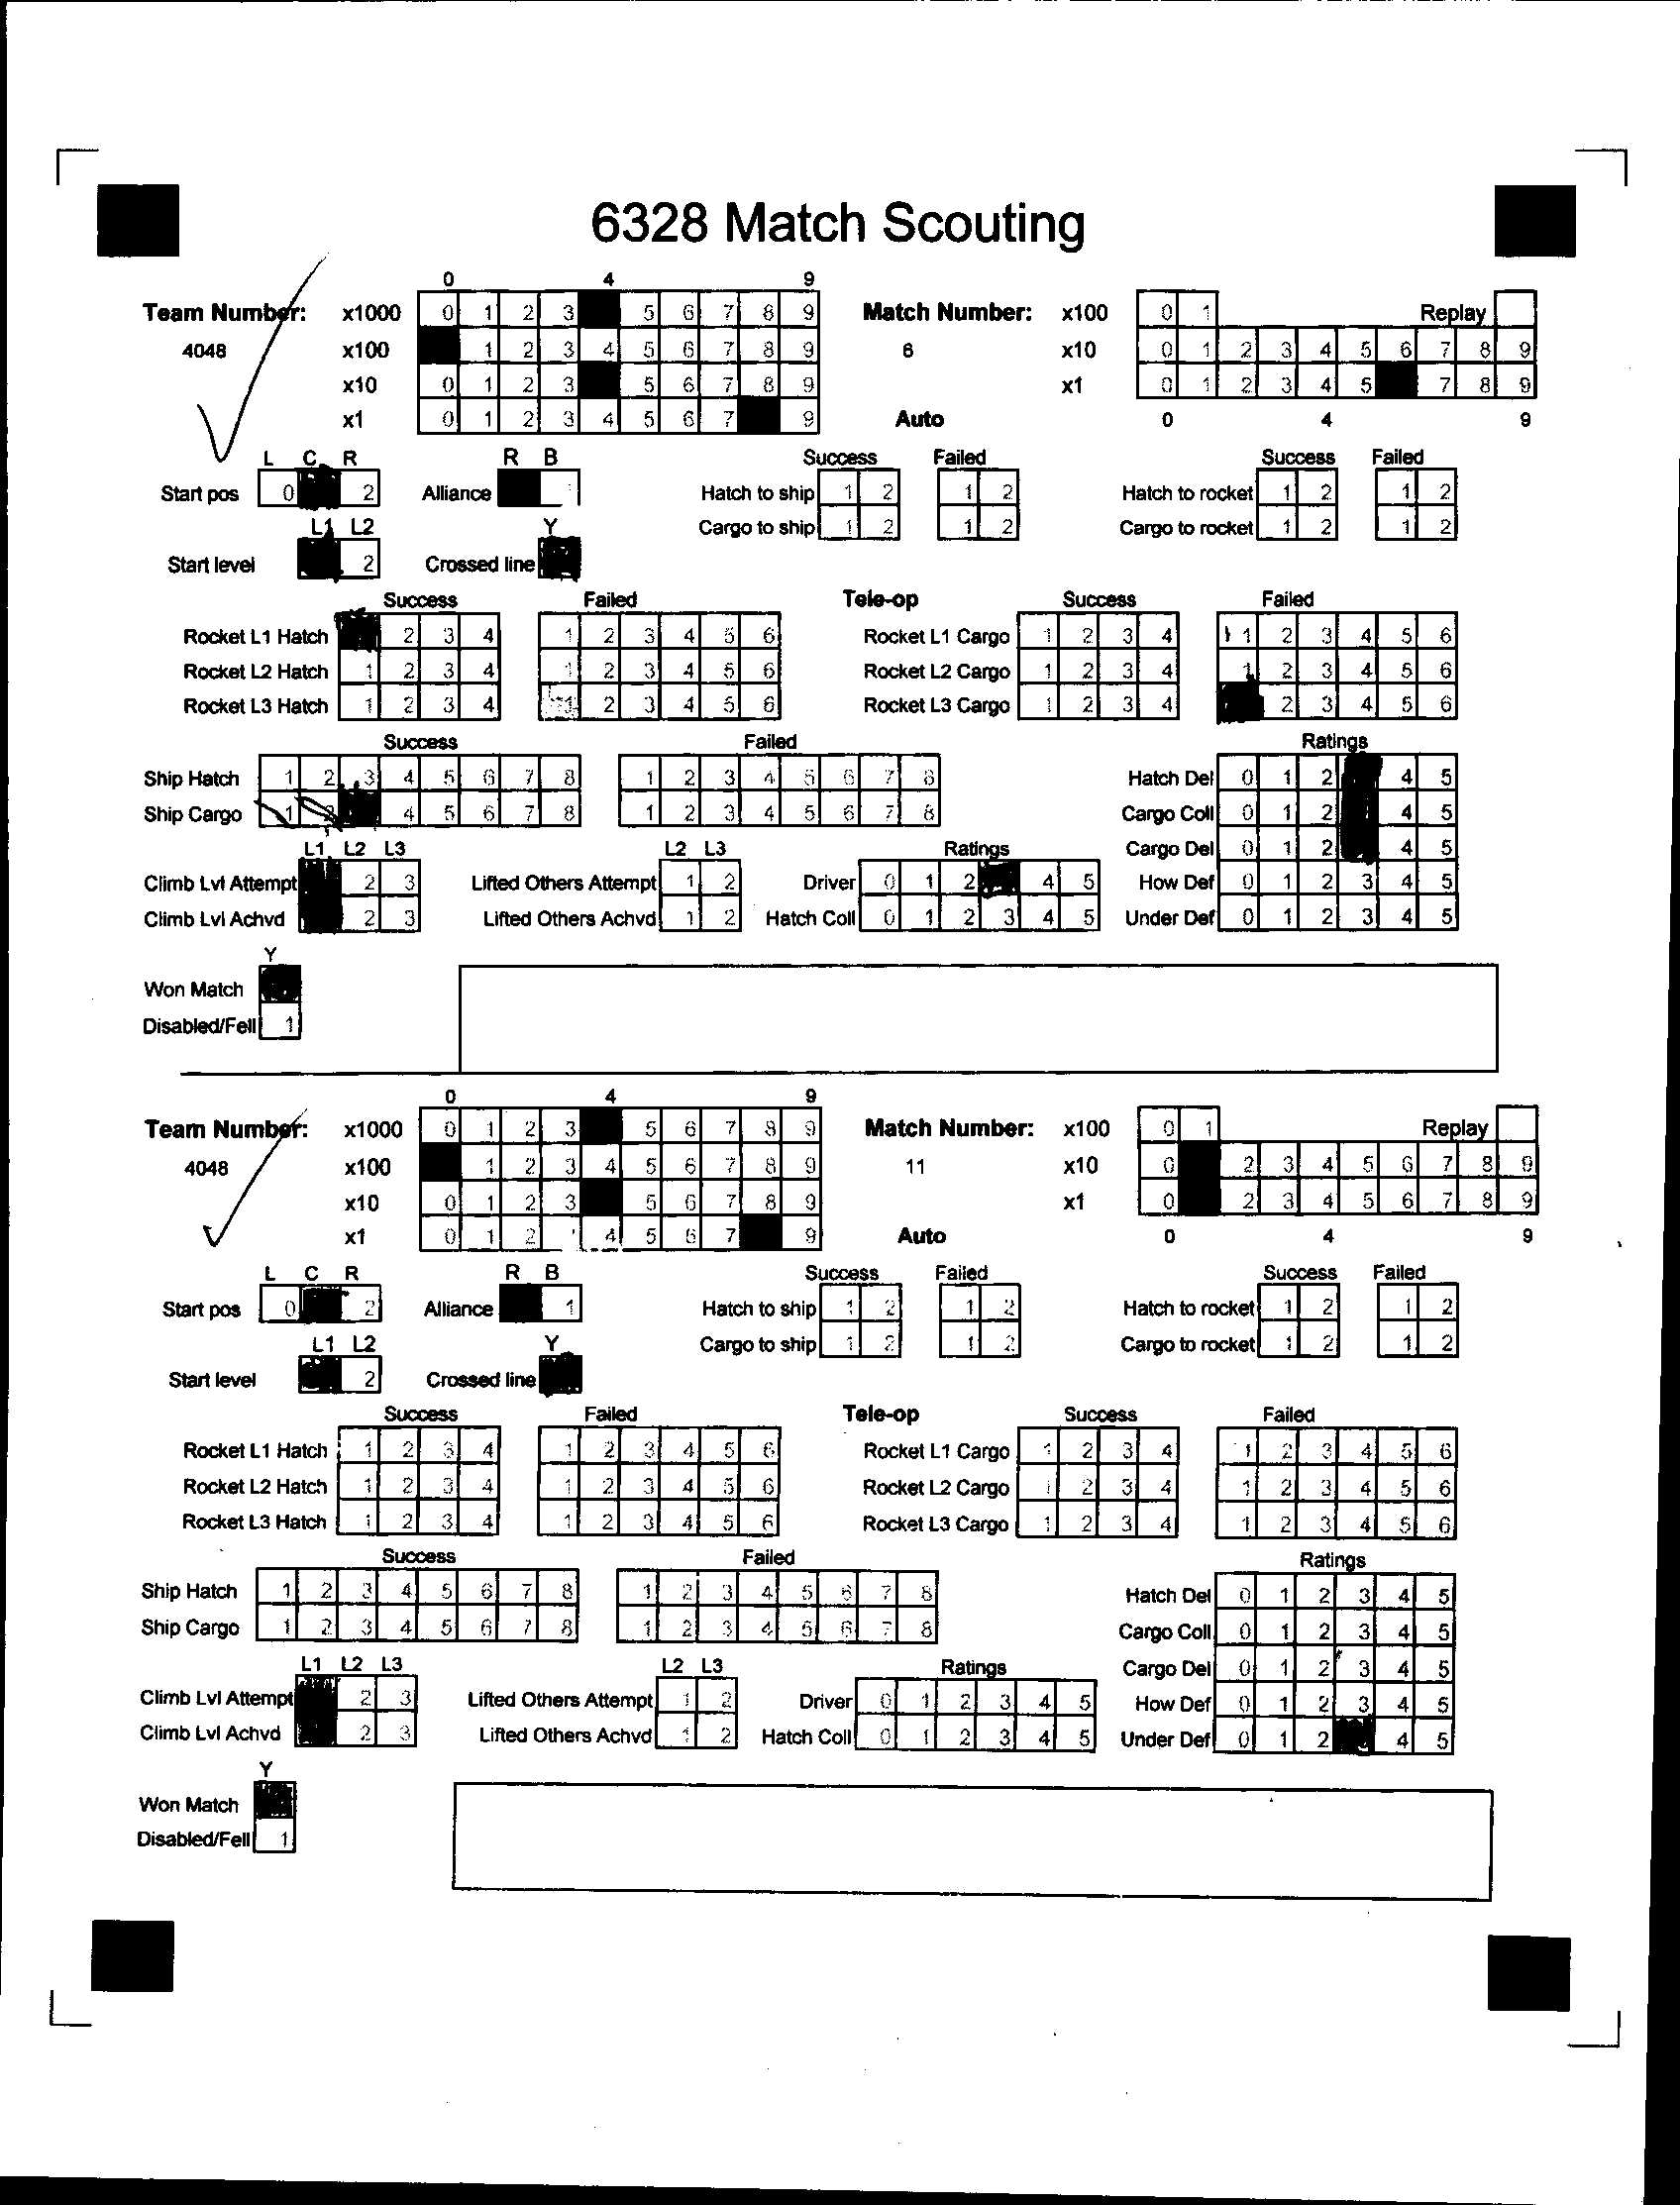 6328 Match Scouting
0 4 9
Team Number: x1000 0 1 2 3 5 6 7 8 9 Match Number: x100 0 1 Replay
4048 x100 1 2 3 4 5 6 7 8 9 6 x10 0 1 2 3 4 5 6 7 8 9
x10 0 1 2 3 5 6 7 8 9 x1 0 1 2 3 4 5 7 8 9
x1 0 1 2 3 4 5 6 7 9 Auto 0 4 9
L C R R B Success Failed Success Failed
Start pos 0 2 Alliance Hatch to ship 1 2 1 2 Hatch to rocket 1 2 1 2
L1 L2 Y Cargo to ship 1 2 1 2 Cargo to rocket 1 2 1 2
Start level 2 Crossed line
Success Failed Tele-op Success Failed
Rocket L1 Hatch 2 3 4 1 2 3 4 5 6 Rocket L1 Cargo 1 2 3 4 1 2 3 4 5 6
Rocket L2 Hatch 1 2 3 4 1 2 3 4 5 6 Rocket L2 Cargo 1 2 3 4 1 2 3 4 5 6
Rocket L3 Hatch 1 2 3 4 1 2 3 4 5 6 Rocket L3 Cargo 1 2 3 4 2 3 4 5 6
Success Failed Ratings
Ship Hatch 1 2 3 4 5 6 7 8 1 2 3 4 5 6 7 8 Hatch Del 0 1 2 4 5
Ship Cargo 1 2 4 5 6 7 8 1 2 3 4 5 6 7 8 Cargo Coll 0 1 2 4 5
L1 L2 L3 L2 L3 Ratings Cargo Del 0 1 2 4 5
Climb Lvl Attempt 2 3 Lifted Others Attempt 1 2 Driver 0 1 2 4 5 How Def 0 1 2 3 4 5
Climb Lvl Achvd 2 3 Lifted Others Achvd 1 2 Hatch Coll 0 1 2 3 4 5 Under Def 0 1 2 3 4 5
Y
Won Match
Disabled/Fell 1
0 4 9
Team Number: x1000 0 1 2 3 5 6 7 8 9 Match Number: x100 0 1 Replay
4048 x100 1 2 3 4 5 6 7 8 9 11 x10 0 2 3 4 5 6 7 8 9
x10 0 1 2 3 5 6 7 8 9 x1 0 2 3 4 5 6 7 8 9
x1 0 1 2 4 5 6 7 9 Auto 0 4 9
L C R R B Success Failed Success Failed
Start pos 0 2 Alliance 1 Hatch to ship 1 2 1 2 Hatch to rocket 1 2 1 2
L1 L2 Y Cargo to ship 1 2 1 2 Cargo to rocket 1 2 1 2
Start level 2 Crossed line
Success Failed Tele-op Success Failed
Rocket L1 Hatch 1 2 3 4 1 2 3 4 5 6 Rocket L1 Cargo 1 2 3 4 1 2 3 4 5 6
Rocket L2 Hatch 1 2 3 4 1 2 3 4 5 6 Rocket L2 Cargo 1 2 3 4 1 2 3 4 5 6
Rocket L3 Hatch 1 2 3 4 1 2 3 4 5 6 Rocket L3 Cargo 1 2 3 4 1 2 3 4 5 6
Success Failed Ratings
Ship Hatch 1 2 3 4 5 6 7 8 1 2 3 4 5 6 7 8 Hatch Del 0 1 2 3 4 5
Ship Cargo 1 2 3 4 5 6 7 8 1 2 3 4 5 6 7 8 Cargo Coll 0 1 2 3 4 5
L1 L2 L3 L2 L3 Ratings Cargo Del 0 1 2 3 4 5
Climb Lvl Attempt 2 3 Lifted Others Attempt 1 2 Driver 0 1 2 3 4 5 How Def 0 1 2 3 4 5
Climb Lvl Achvd 2 3 Lifted Others Achvd 1 2 Hatch Coll 0 1 2 3 4 5 Under Def 0 1 2 4 5
Y
Won Match
Disabled/Fell 1